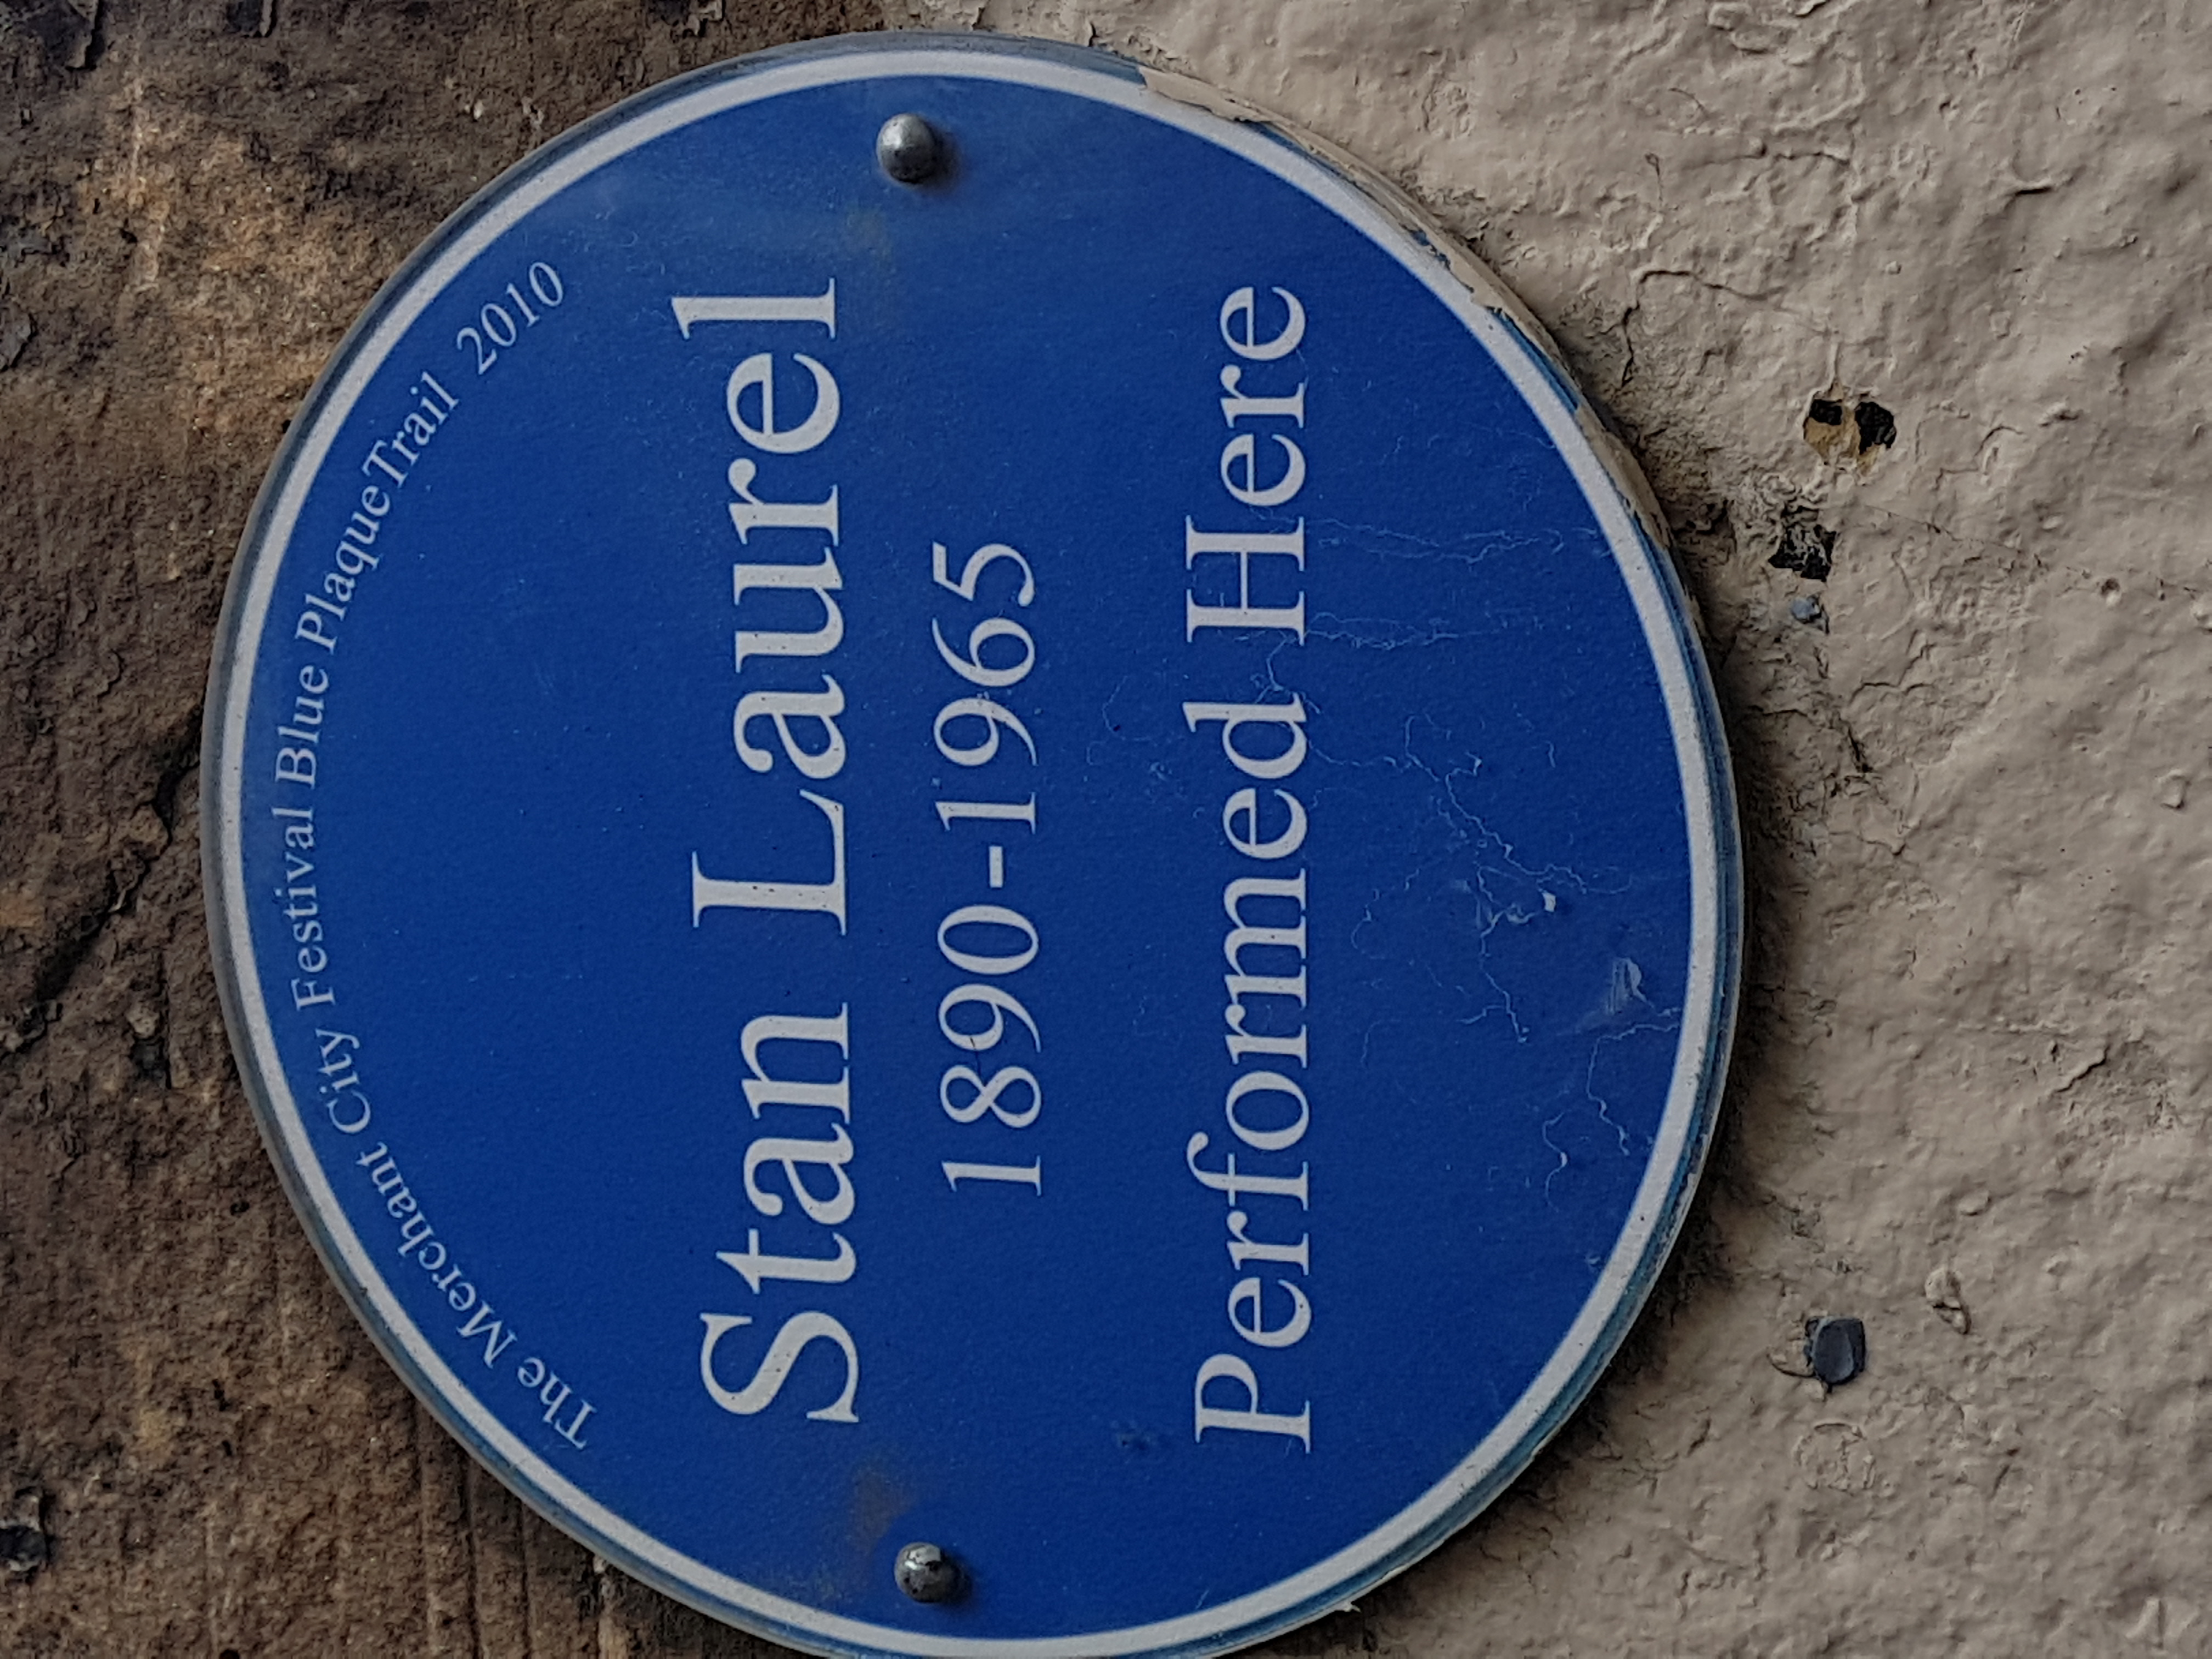 The Merchant City Festival Blue Plaque Trail 2010
Stan Laurel
1890-1965
Performed Here